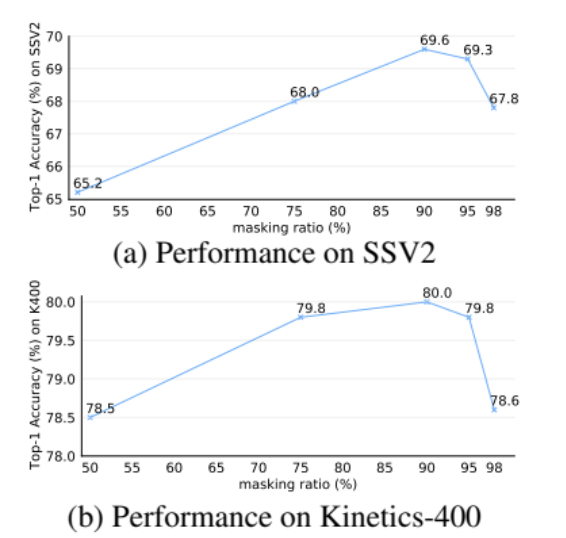 Top-1 Accuracy (%) on SSV2
70
69
68
67
66
65
65.2
68.0
69.6
69.3
67.8
50 55 60 65 70 75 80 85 90 95 98
masking ratio (%)
(a) Performance on SSV2
Top-1 Accuracy (%) on K400
80.0
79.5
79.0
78.5
78.0
78.5
79.8
80.0
79.8
78.6
50 55 60 65 70 75 80 85 90 95 98
masking ratio (%)
(b) Performance on Kinetics-400